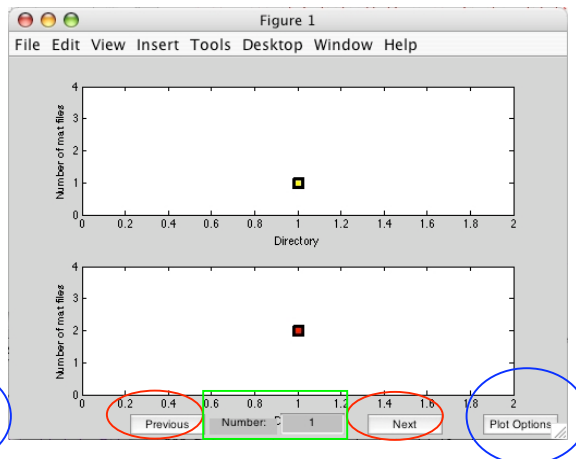 Figure 1
File Edit View Insert Tools Desktop Window Help
4
3
2
1
0
Number of mat files
0 0.2 0.4 0.6 0.8 1 1.2 1.4 1.6 1.8 2
Directory
4
3
2
1
0
Number of mat files
0 0.2 0.4 0.6 0.8 1 1.2 1.4 1.6 1.8 2
Previous Number: 1 Next Plot Options